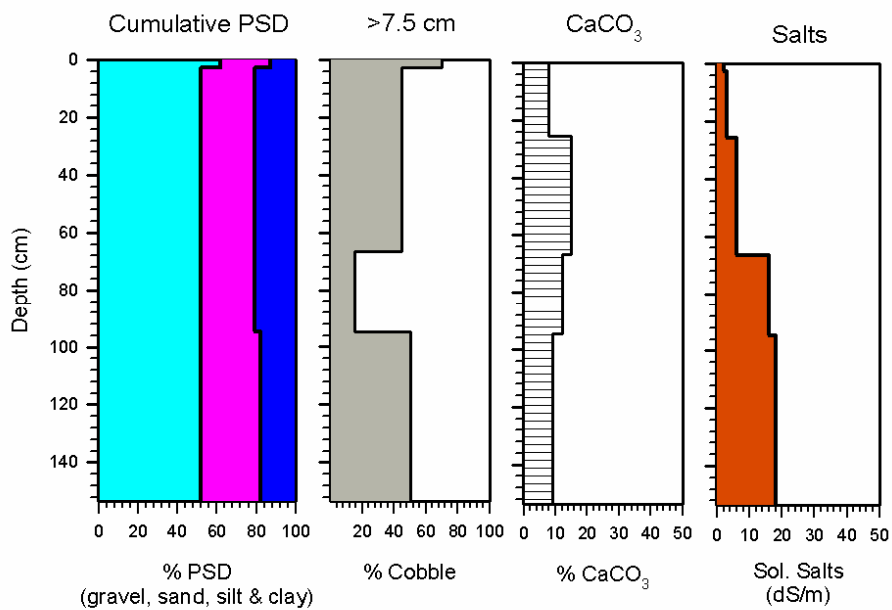 Cumulative PSD >7.5 cm CaCO₃ Salts
0
20
40
60
80
100
120
140
Depth (cm)
0 20 40 60 80 100 0 20 40 60 80 100 0 10 20 30 40 50 0 10 20 30 40 50
% PSD % Cobble % CaCO₃ Sol. Salts
(gravel, sand, silt & clay) (dS/m)